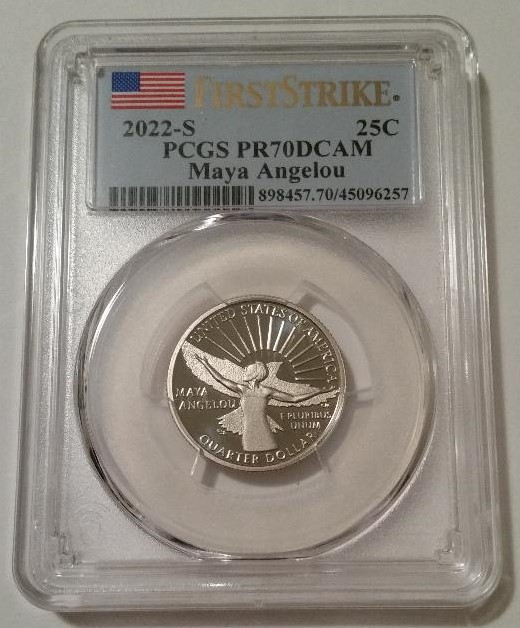 FIRSTSTRIKE®
2022-S 25C
PCGS PR70DCAM
Maya Angelou
898457.70/45096257
UNITED STATES OF AMERICA
MAYA
ANGELOU
E PLURIBUS
UNUM
QUARTER DOLLAR